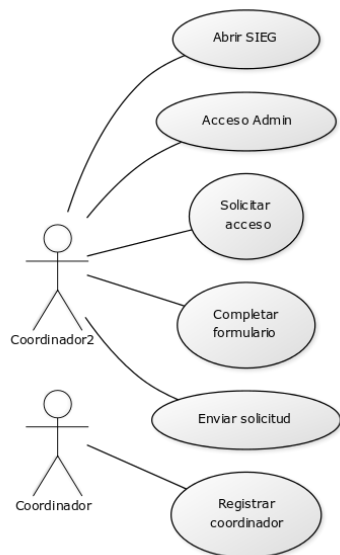 Abrir SIEG
Acceso Admin
Solicitar
acceso
Coordinador2
Completar
formulario
Enviar solicitud
Coordinador
Registrar
coordinador